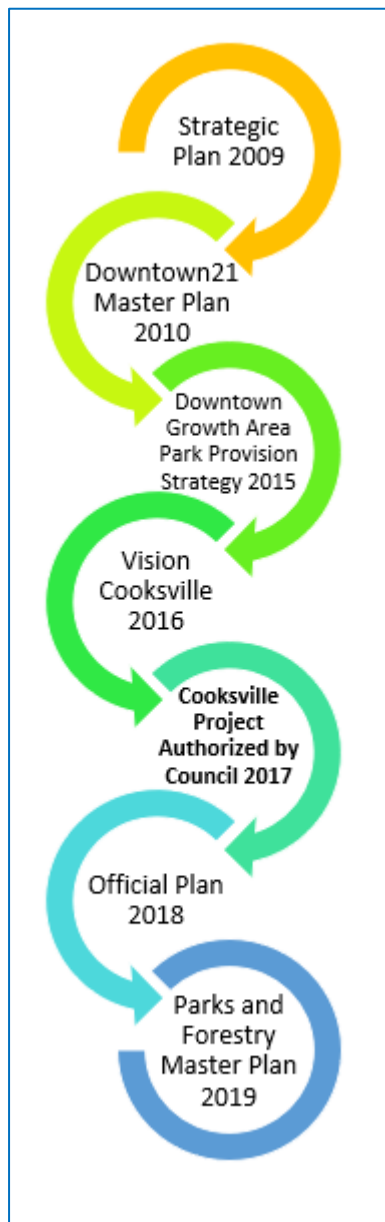 Strategic
Plan 2009
Downtown21
Master Plan
2010
Downtown
Growth Area
Park Provision
Strategy 2015
Vision
Cooksville
2016
Cooksville
Project
Authorized by
Council 2017
Official Plan
2018
Parks and
Forestry
Master Plan
2019